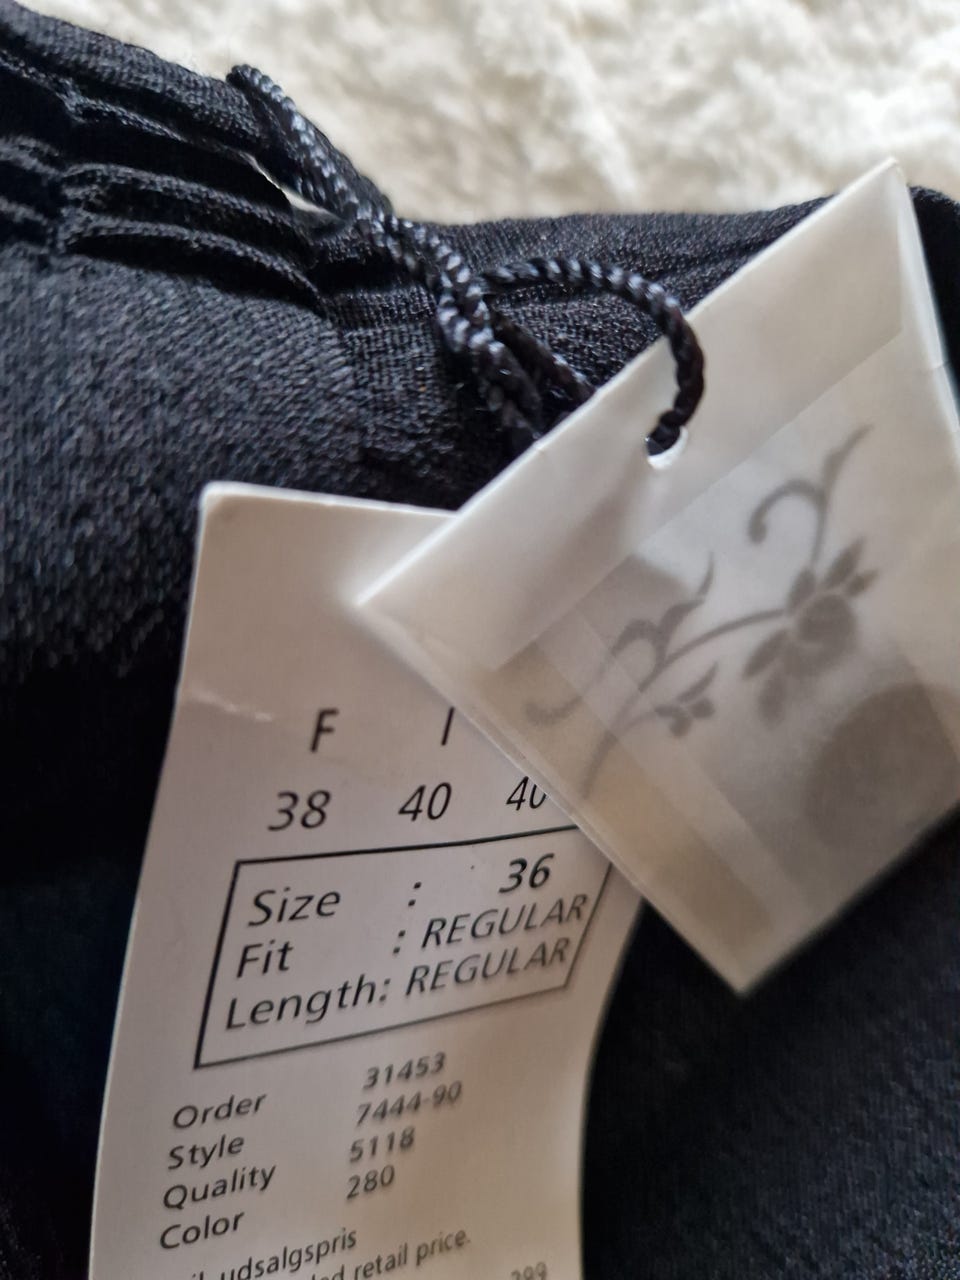 F I
38 40 40
Size : 36
Fit : REGULAR
Length: REGULAR
Order 31453
Style 7444-90
Quality 5118
Color 280
udsalgspris
retail price.